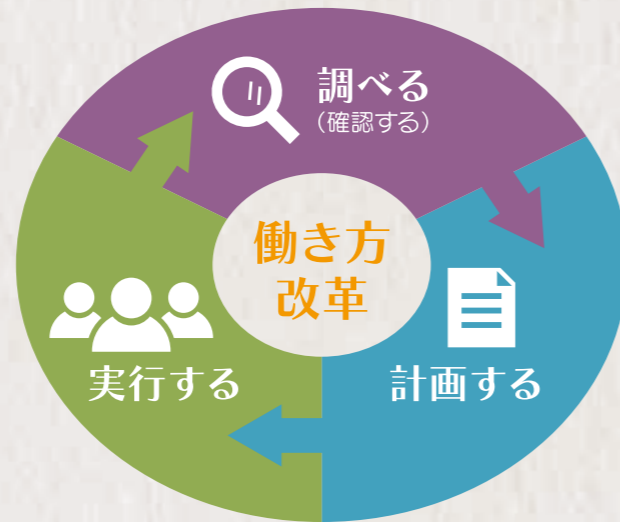 調べる
（確認する）
働き方
改革
実行する
計画する